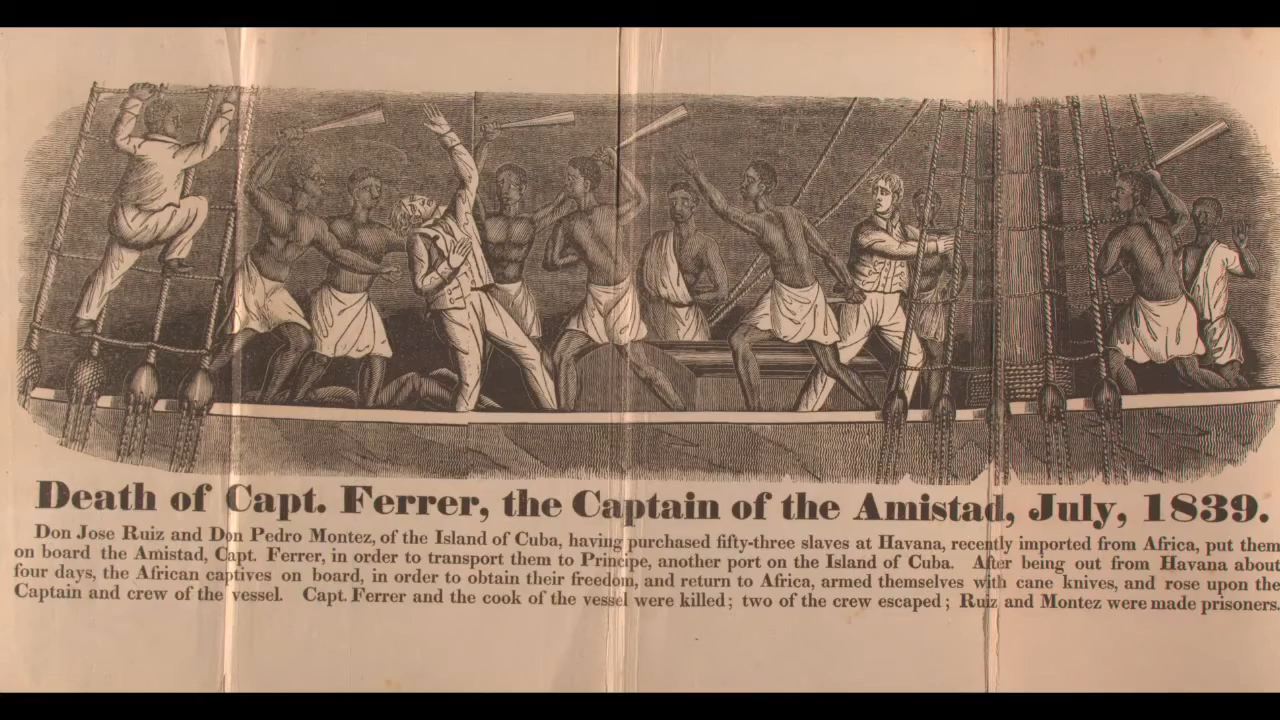 Death of Capt. Ferrer, the Captain of the Amistad, July, 1839.
Don Jose Ruiz and Don Pedro Montez, of the Island of Cuba, having purchased fifty-three slaves at Havana, recently imported from Africa, put them
on board the Amistad, Capt. Ferrer, in order to transport them to Principe, another port on the Island of Cuba. After being out from Havana about
four days, the African captives on board, in order to obtain their freedom, and return to Africa, armed themselves with cane knives, and rose upon the
Captain and crew of the vessel. Capt. Ferrer and the cook of the vessel were killed; two of the crew escaped; Ruiz and Montez were made prisoners.